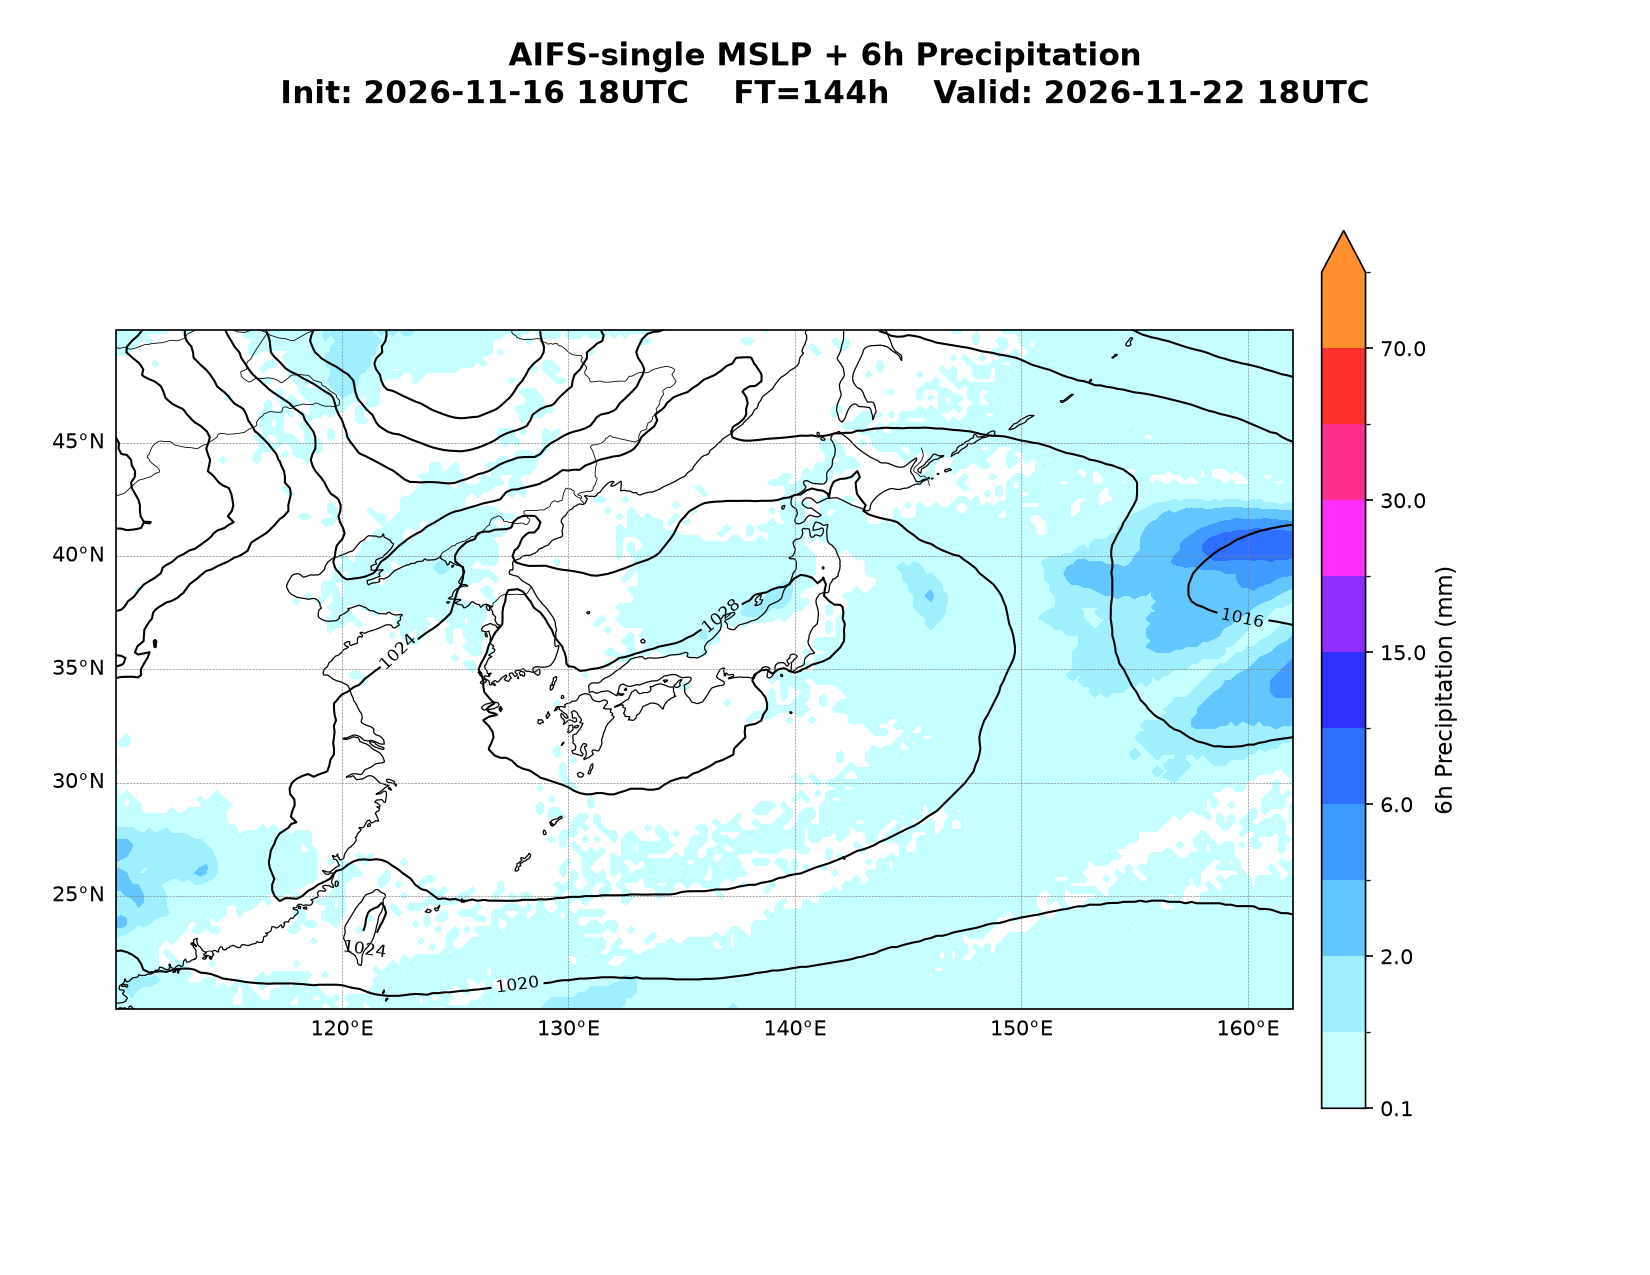 AIFS-single MSLP + 6h Precipitation
Init: 2026-11-16 18UTC    FT=144h    Valid: 2026-11-22 18UTC
70.0
30.0
15.0
6.0
2.0
0.1
6h Precipitation (mm)
45°N
40°N
35°N
30°N
25°N
1028
1024
1016
1024
1020
120°E
130°E
140°E
150°E
160°E